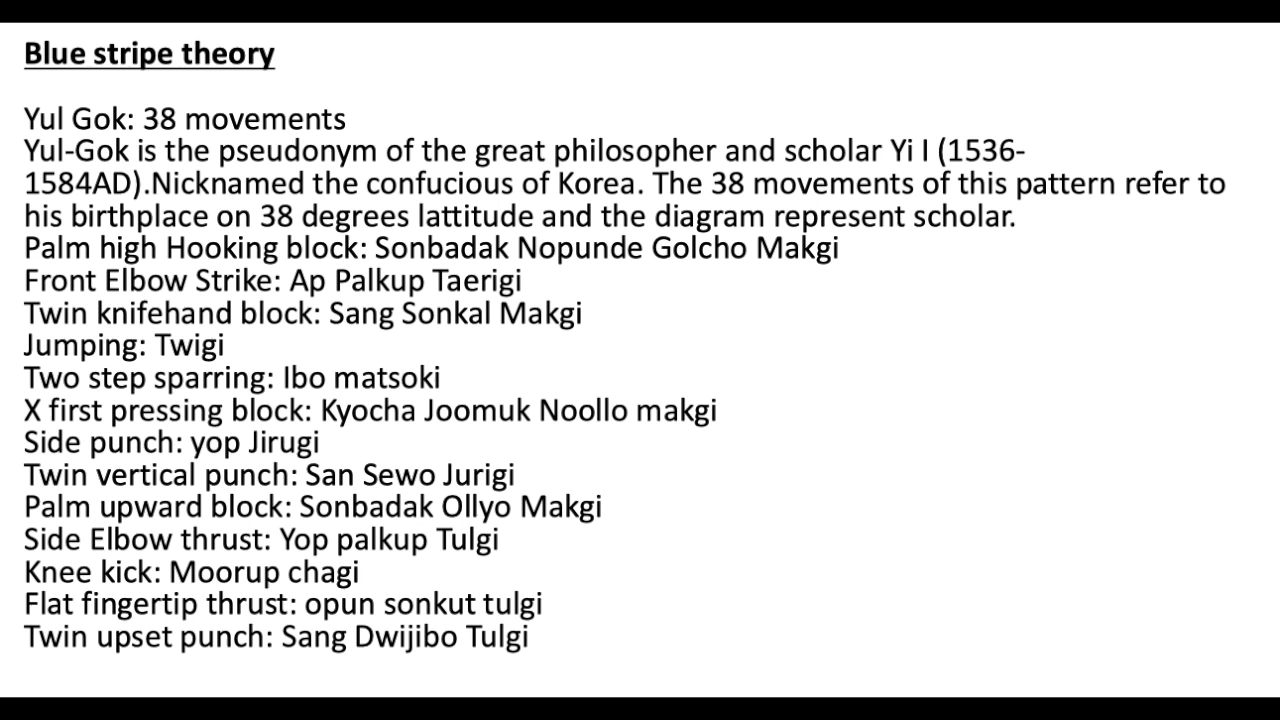 Blue stripe theory
Yul Gok: 38 movements
Yul-Gok is the pseudonym of the great philosopher and scholar Yi I (1536-
1584AD).Nicknamed the confucious of Korea. The 38 movements of this pattern refer to
his birthplace on 38 degrees lattitude and the diagram represent scholar.
Palm high Hooking block: Sonbadak Nopunde Golcho Makgi
Front Elbow Strike: Ap Palkup Taerigi
Twin knifehand block: Sang Sonkal Makgi
Jumping: Twigi
Two step sparring: Ibo matsoki
X first pressing block: Kyocha Joomuk Noollo makgi
Side punch: yop Jirugi
Twin vertical punch: San Sewo Jurigi
Palm upward block: Sonbadak Ollyo Makgi
Side Elbow thrust: Yop palkup Tulgi
Knee kick: Moorup chagi
Flat fingertip thrust: opun sonkut tulgi
Twin upset punch: Sang Dwijibo Tulgi